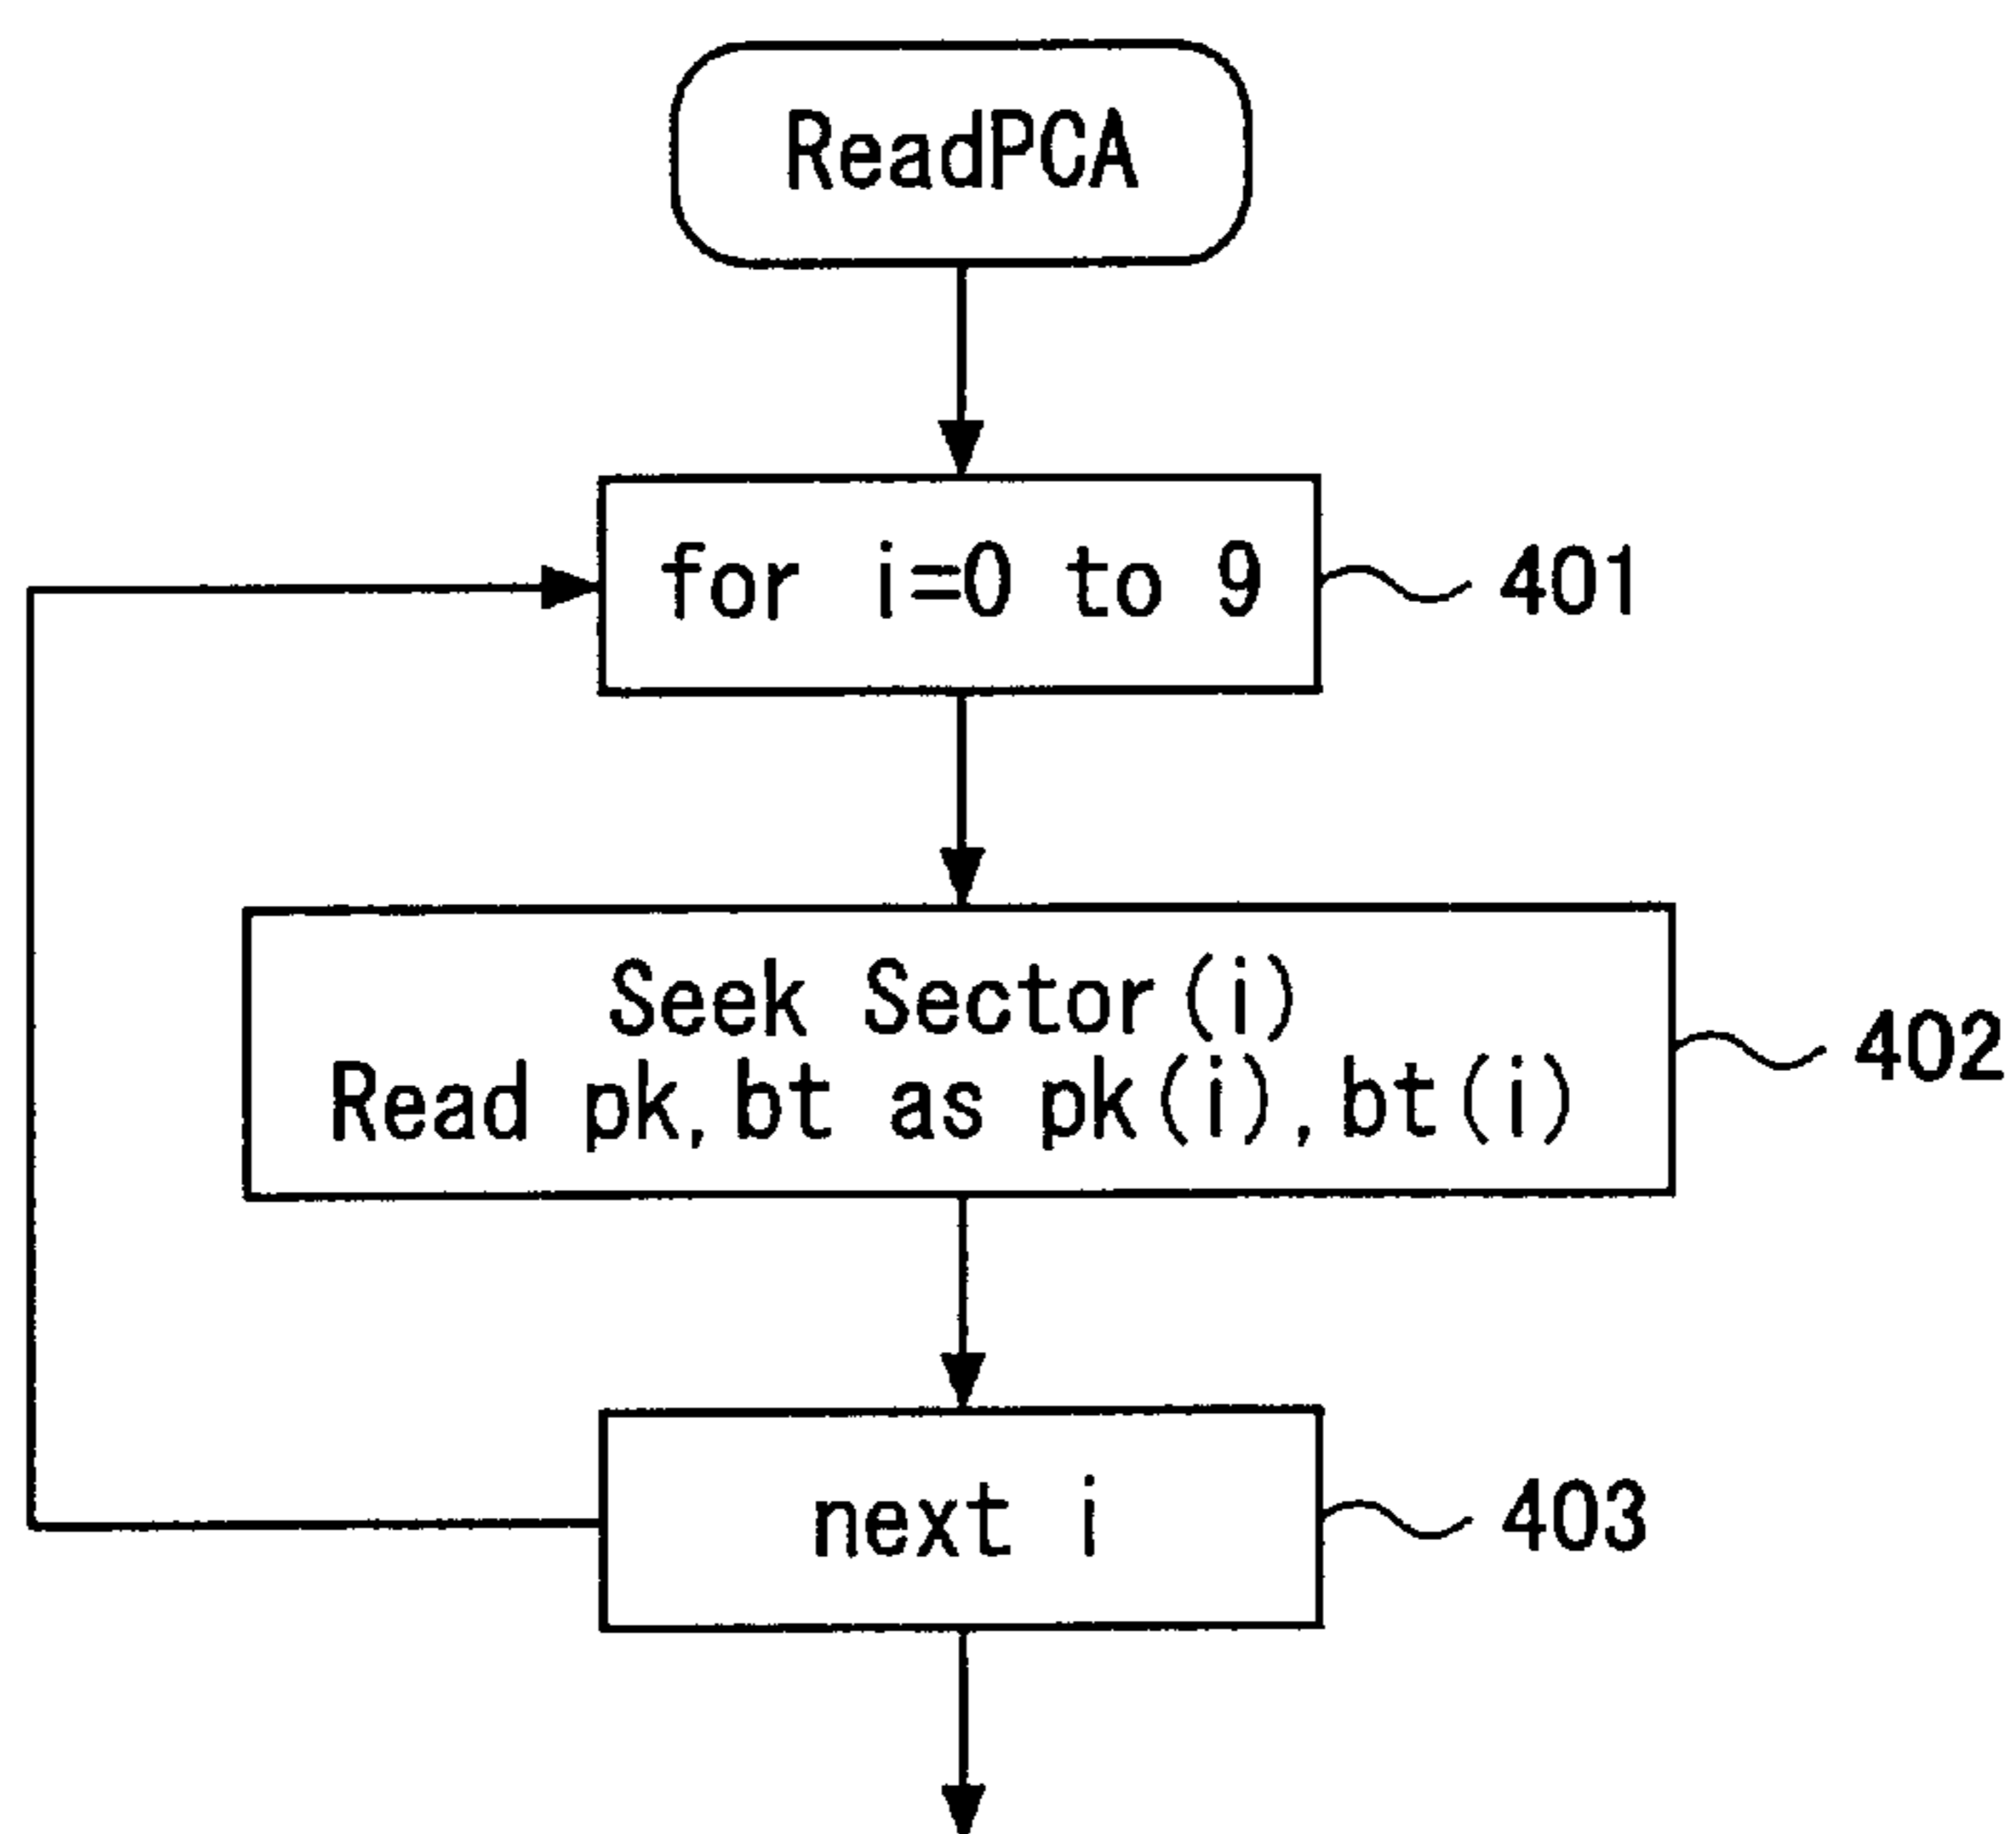 ReadPCA
for i=0 to 9
401
Seek Sector(i)
Read pk,bt as pk(i),bt(i)
402
next i
403